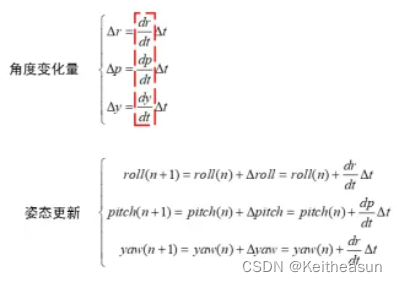 角度变化量
Δr = dr/dt Δt
Δp = dp/dt Δt
Δy = dy/dt Δt
姿态更新
roll(n+1) = roll(n) + Δroll = roll(n) + dr/dt Δt
pitch(n+1) = pitch(n) + Δpitch = pitch(n) + dp/dt Δt
yaw(n+1) = yaw(n) + Δyaw = yaw(n) + dr/dt Δt
CSDN @Keitheasun